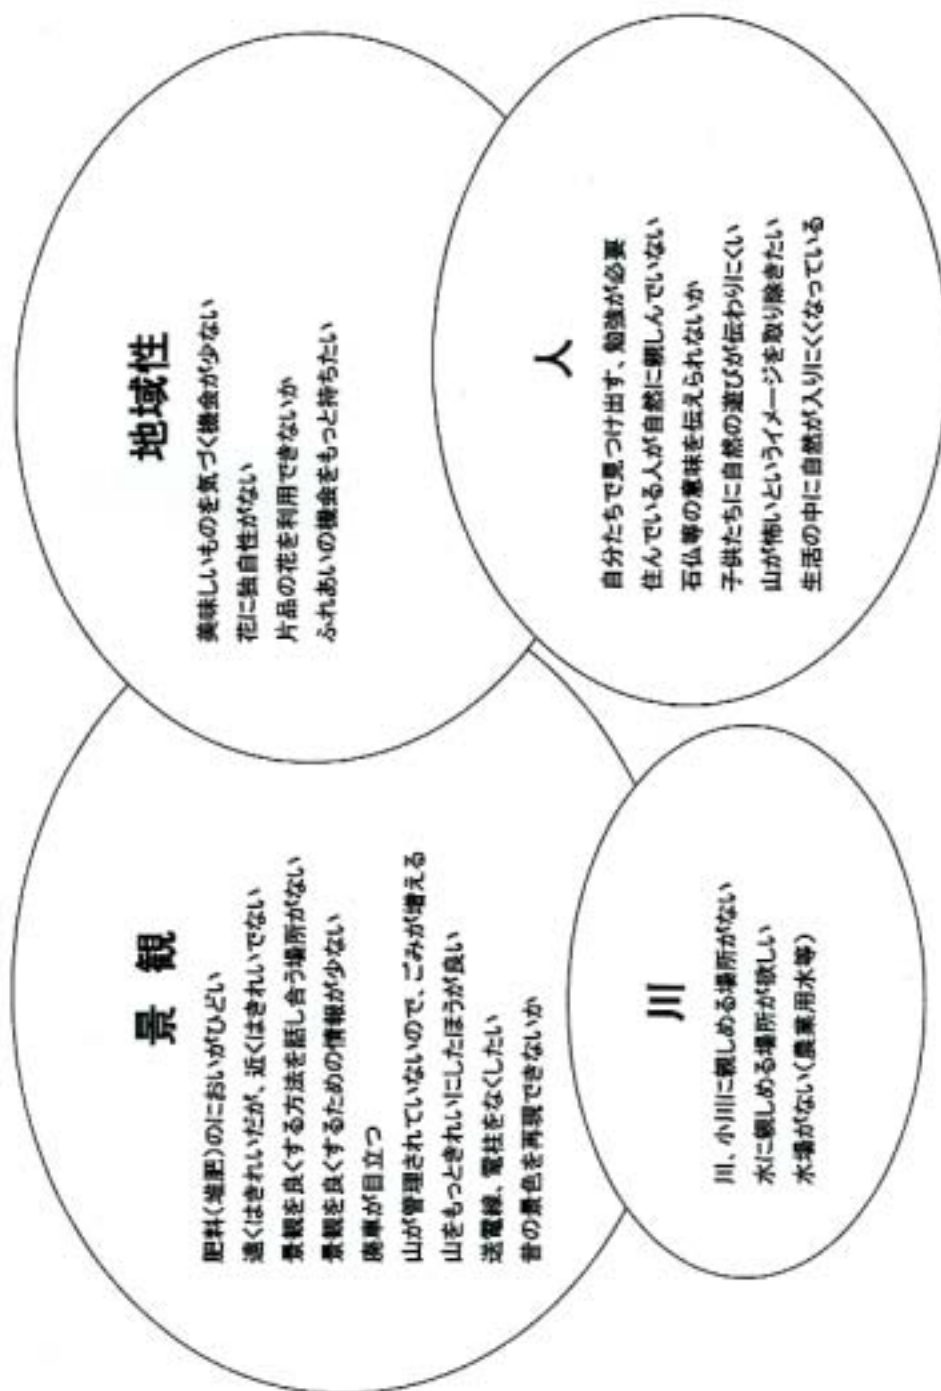 景 観
肥料(堆肥)のにおいがひどい
遠くはきれいだが、近くはきれいでない
景観を良くする方法を話し合う場所がない
景観を良くするための情報が少ない
廃車が目立つ
山が管理されていないので、ごみが増える
山をもっときれいにしたほうが良い
送電線、電柱をなくしたい
昔の景色を再現できないか
地域性
美味しいものを気づく機会が少ない
花に独自性がない
片品の花を利用できないか
ふれあいの機会をもっと持ちたい
川
川、小川に親しめる場所がない
水に親しめる場所が欲しい
水場がない(農業用水等)
人
自分たちで見つけ出す、勉強が必要
住んでいる人が自然に親しんでいない
石仏等の意味を伝えられないか
子供たちに自然の遊びが伝わりにくい
山が怖いというイメージを取り除きたい
生活の中に自然が入りにくくなっている